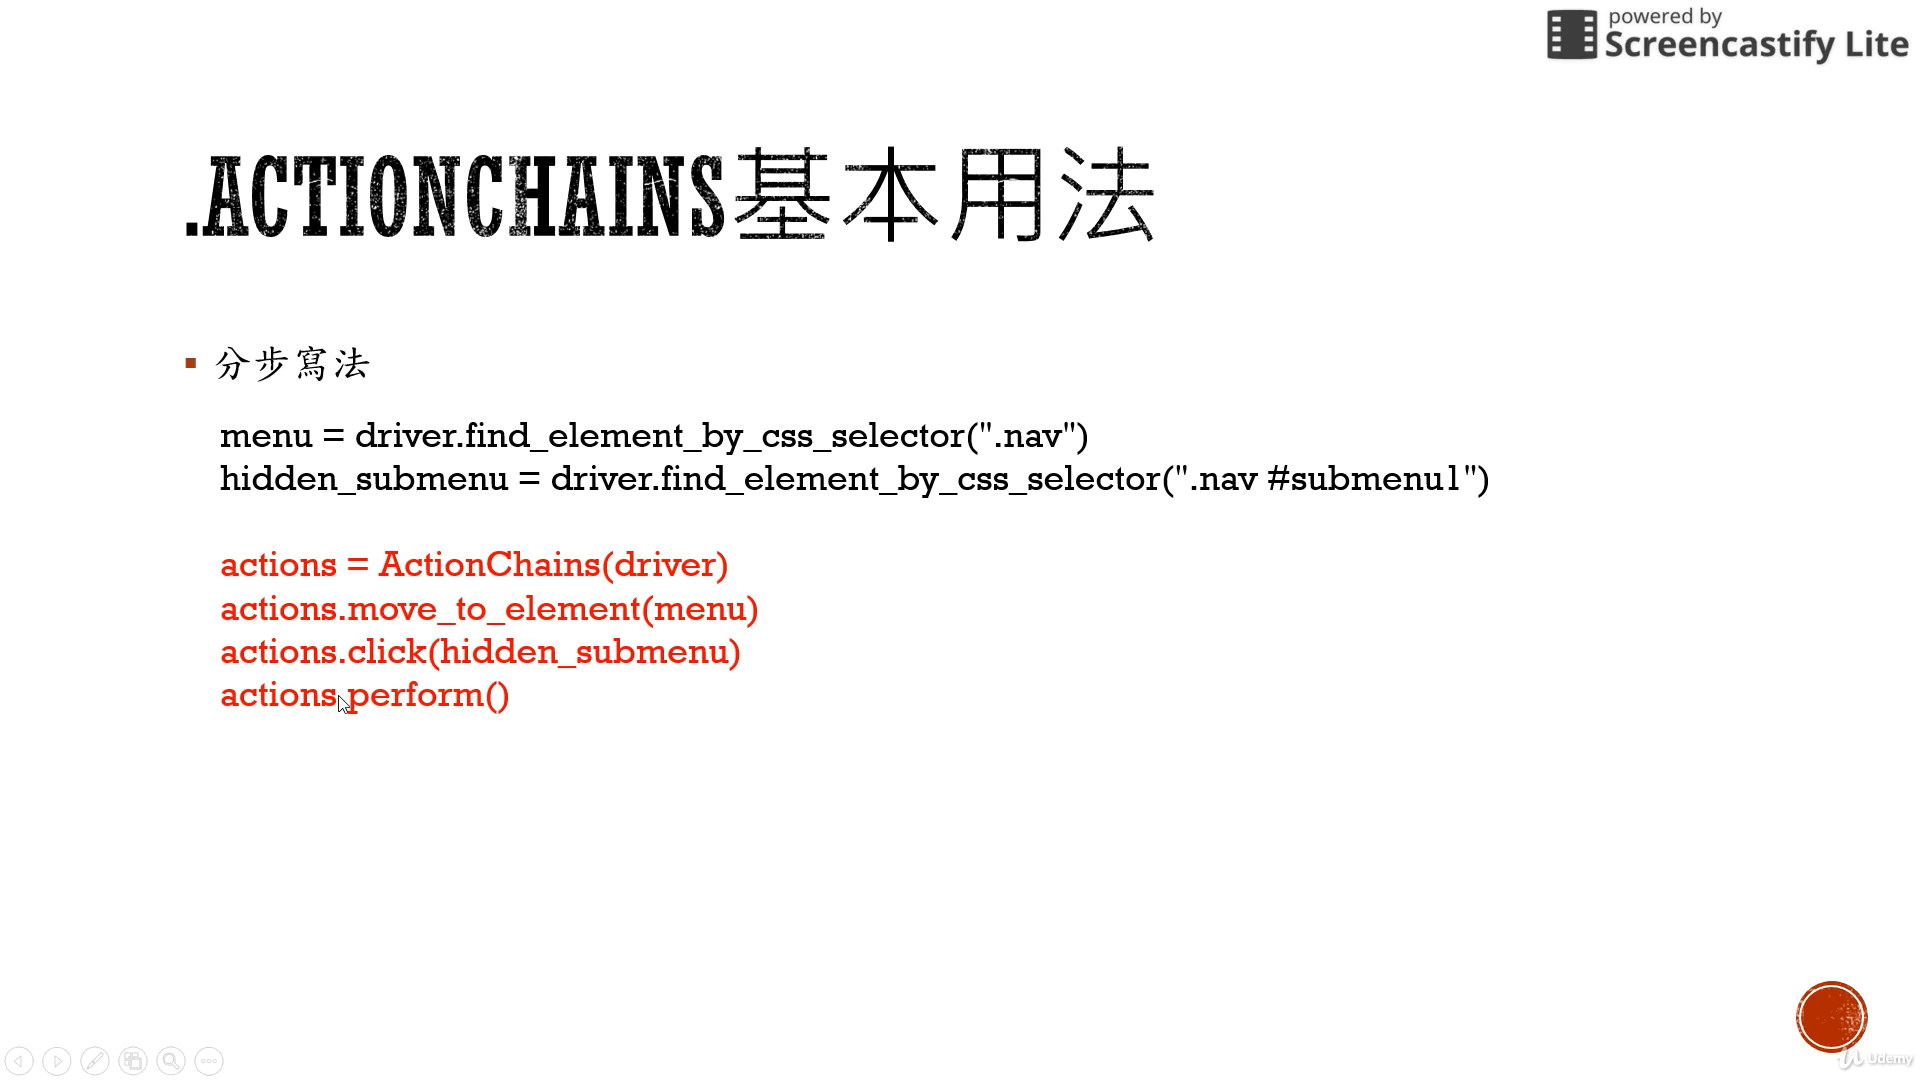 powered by
Screencastify Lite
.ACTIONCHAINS基本用法
▪ 分步寫法
menu = driver.find_element_by_css_selector(".nav")
hidden_submenu = driver.find_element_by_css_selector(".nav #submenu1")
actions = ActionChains(driver)
actions.move_to_element(menu)
actions.click(hidden_submenu)
actions.perform()
Udemy